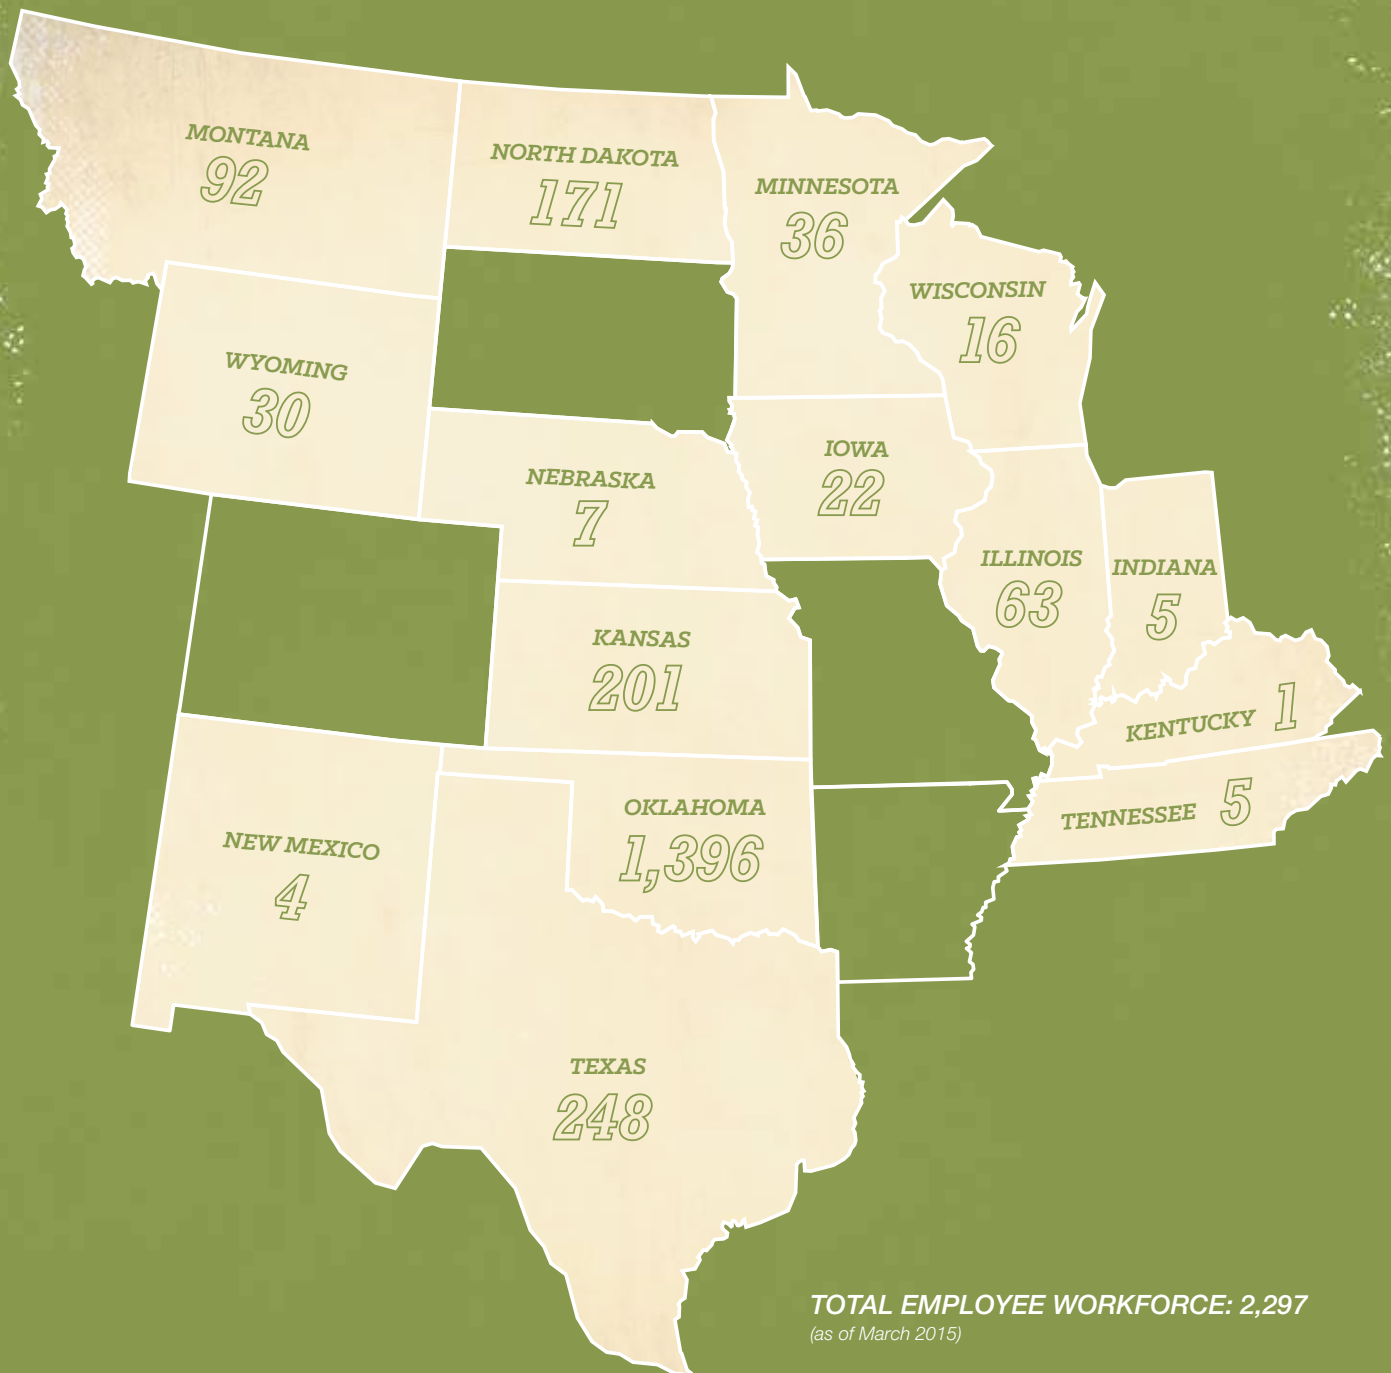 MONTANA
92
NORTH DAKOTA
171
MINNESOTA
36
WISCONSIN
16
WYOMING
30
NEBRASKA
7
IOWA
22
ILLINOIS
63
INDIANA
5
KANSAS
201
KENTUCKY 1
TENNESSEE 5
OKLAHOMA
1,396
NEW MEXICO
4
TEXAS
248
TOTAL EMPLOYEE WORKFORCE: 2,297
(as of March 2015)